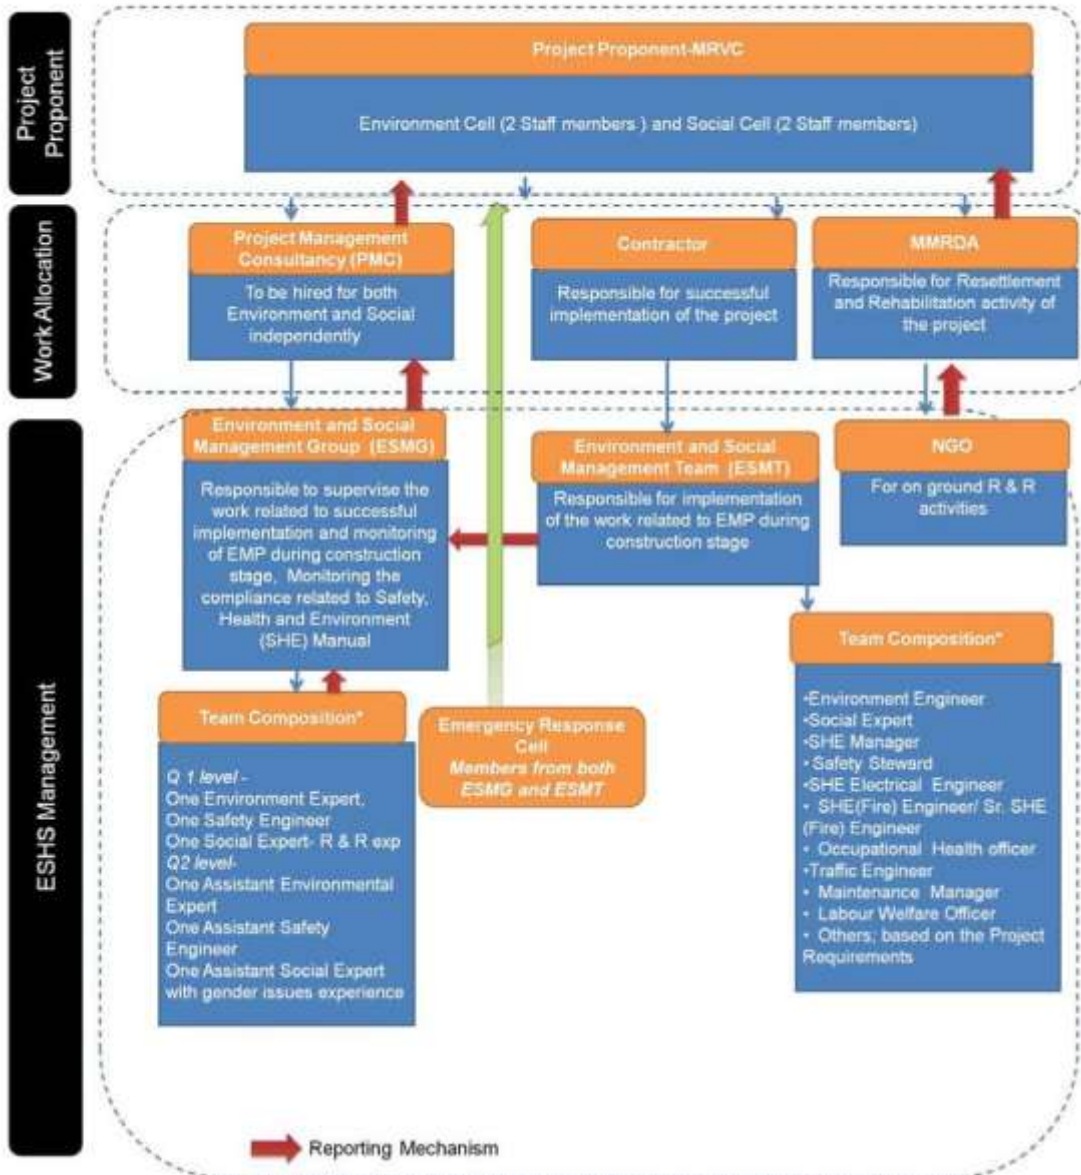 Project Proponent
Project Proponent-MRVC
Environment Cell (2 Staff members ) and Social Cell (2 Staff members)
Work Allocation
Project Management
Consultancy (PMC)
To be hired for both
Environment and Social
independently
Contractor
Responsible for successful
implementation of the project
MMRDA
Responsible for Resettlement
and Rehabilitation activity of
the project
ESHS Management
Environment and Social
Management Group (ESMG)
Responsible to supervise the
work related to successful
implementation and monitoring
of EMP during construction
stage, Monitoring the
compliance related to Safety,
Health and Environment
(SHE) Manual
Environment and Social
Management Team (ESMT)
Responsible for implementation
of the work related to EMP during
construction stage
NGO
For on ground R & R
activities
Team Composition*
Q 1 level -
One Environment Expert,
One Safety Engineer
One Social Expert- R & R exp
Q2 level-
One Assistant Environmental
Expert
One Assistant Safety
Engineer
One Assistant Social Expert
with gender issues experience
Emergency Response
Cell
Members from both
ESMG and ESMT
Team Composition*
•Environment Engineer
•Social Expert
•SHE Manager
• Safety Steward
•SHE Electrical Engineer
• SHE(Fire) Engineer/ Sr. SHE
(Fire) Engineer
• Occupational Health officer
•Traffic Engineer
• Maintenance Manager
• Labour Welfare Officer
• Others; based on the Project
Requirements
Reporting Mechanism